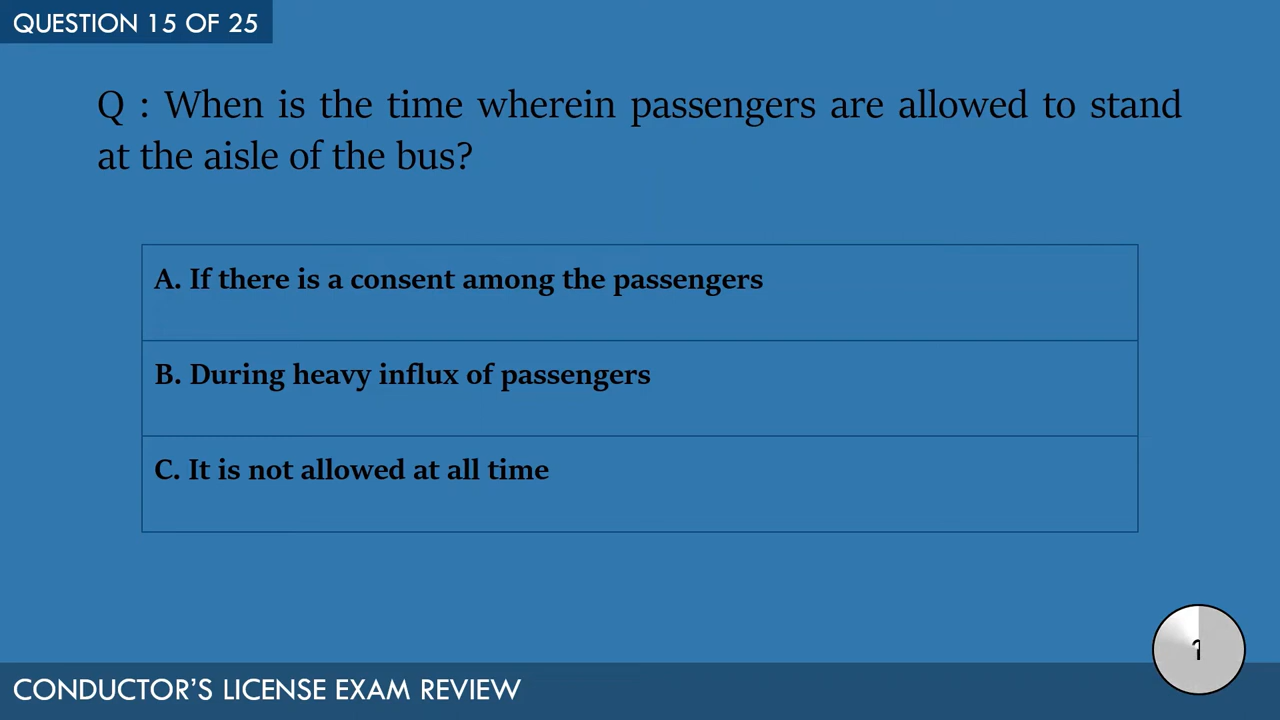 QUESTION 15 OF 25
Q : When is the time wherein passengers are allowed to stand
at the aisle of the bus?
A. If there is a consent among the passengers
B. During heavy influx of passengers
C. It is not allowed at all time
CONDUCTOR'S LICENSE EXAM REVIEW